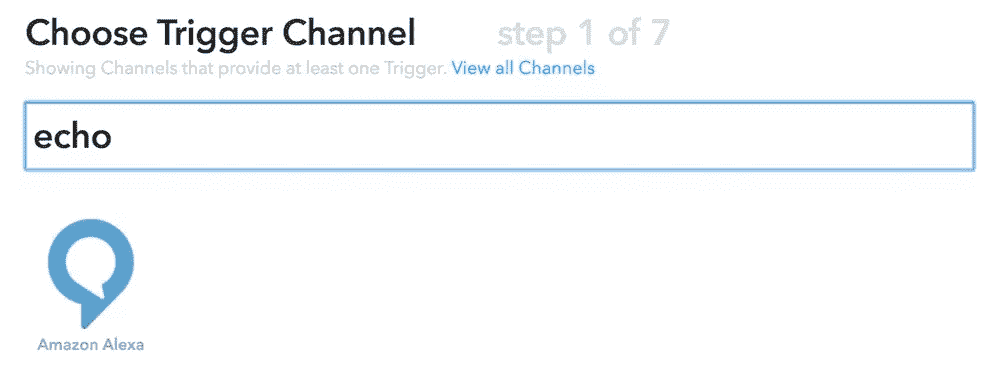 Choose Trigger Channel step 1 of 7
Showing Channels that provide at least one Trigger. View all Channels
echo
Amazon Alexa